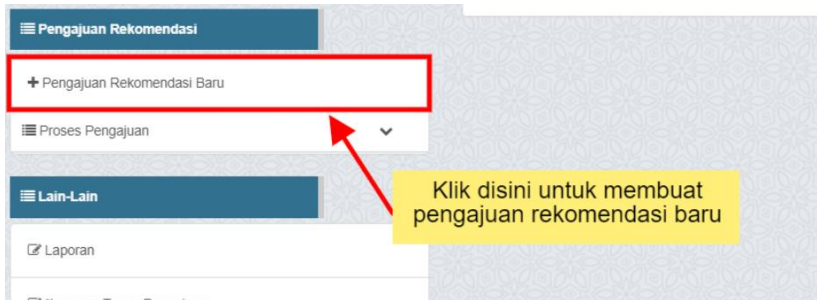 Pengajuan Rekomendasi
Pengajuan Rekomendasi Baru
Proses Pengajuan
Klik disini untuk membuat
pengajuan rekomendasi baru
Lain-Lain
Laporan